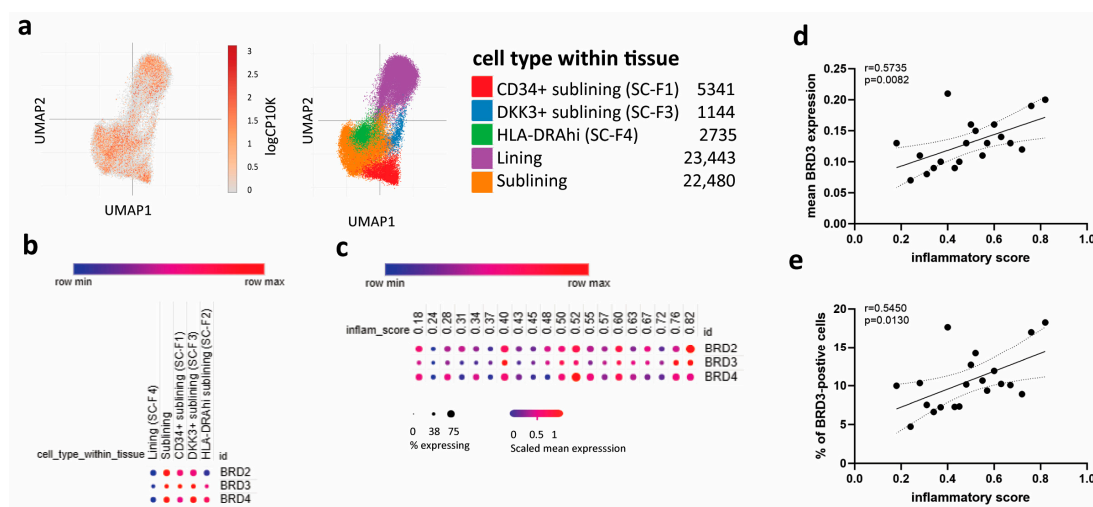 a
UMAP2
UMAP1
3
2.5
2
1.5
1
0.5
0
logCP10K
UMAP2
UMAP1
cell type within tissue
CD34+ sublining (SC-F1) 5341
DKK3+ sublining (SC-F3) 1144
HLA-DRAhi (SC-F4) 2735
Lining 23,443
Sublining 22,480
b
row min row max
cell_type_within_tissue
Lining (SC-F4)
Sublining
CD34+ sublining (SC-F1)
DKK3+ sublining (SC-F3)
HLA-DRAhi sublining (SC-F2)
id
BRD2
BRD3
BRD4
c
row min row max
inflam_score 0.18 0.24 0.28 0.31 0.34 0.37 0.40 0.43 0.45 0.48 0.50 0.52 0.55 0.57 0.60 0.63 0.67 0.72 0.76 0.82 id
BRD2
BRD3
BRD4
0 38 75
% expressing
0 0.5 1
Scaled mean expresssion
d
r=0.5735
p=0.0082
mean BRD3 expression
0.25
0.20
0.15
0.10
0.05
0.00
0.0 0.2 0.4 0.6 0.8 1.0
inflammatory score
e
r=0.5450
p=0.0130
% of BRD3-postive cells
20
15
10
5
0
0.0 0.2 0.4 0.6 0.8 1.0
inflammatory score